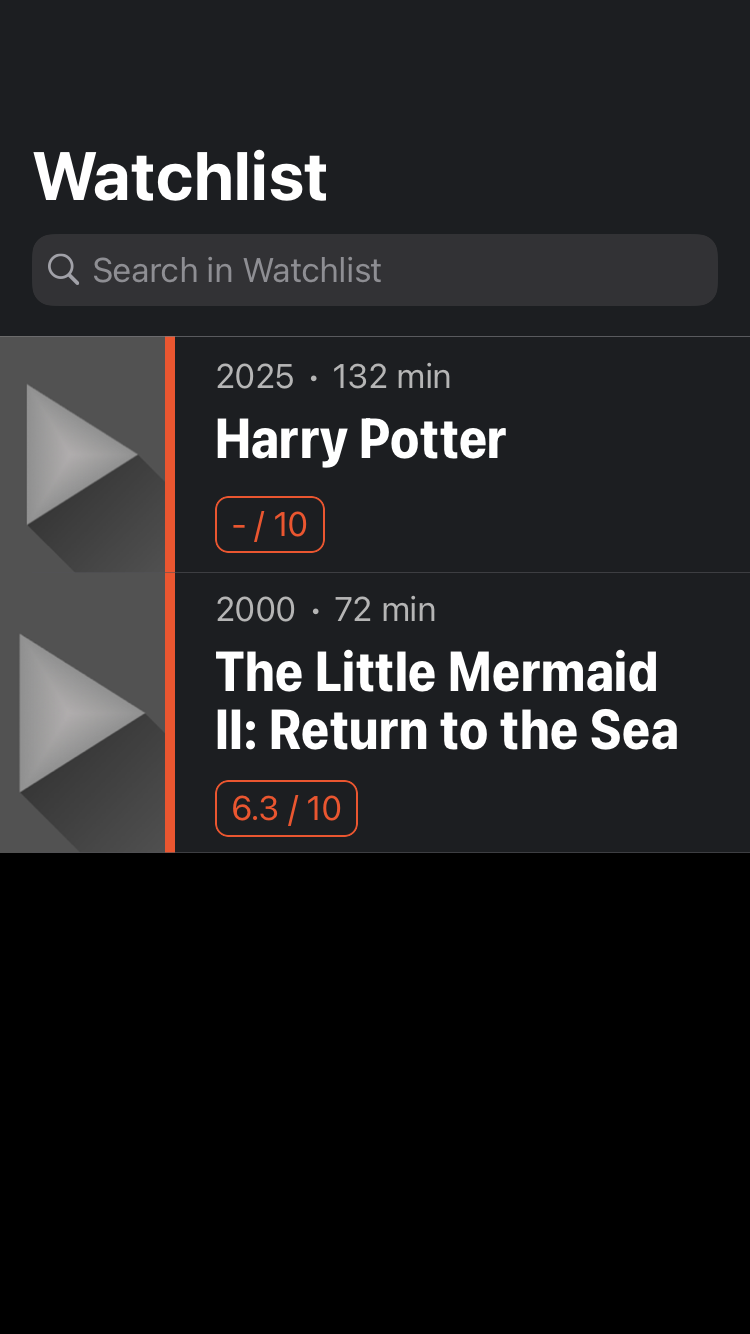 Watchlist
Search in Watchlist
2025 · 132 min
Harry Potter
- / 10
2000 · 72 min
The Little Mermaid
II: Return to the Sea
6.3 / 10